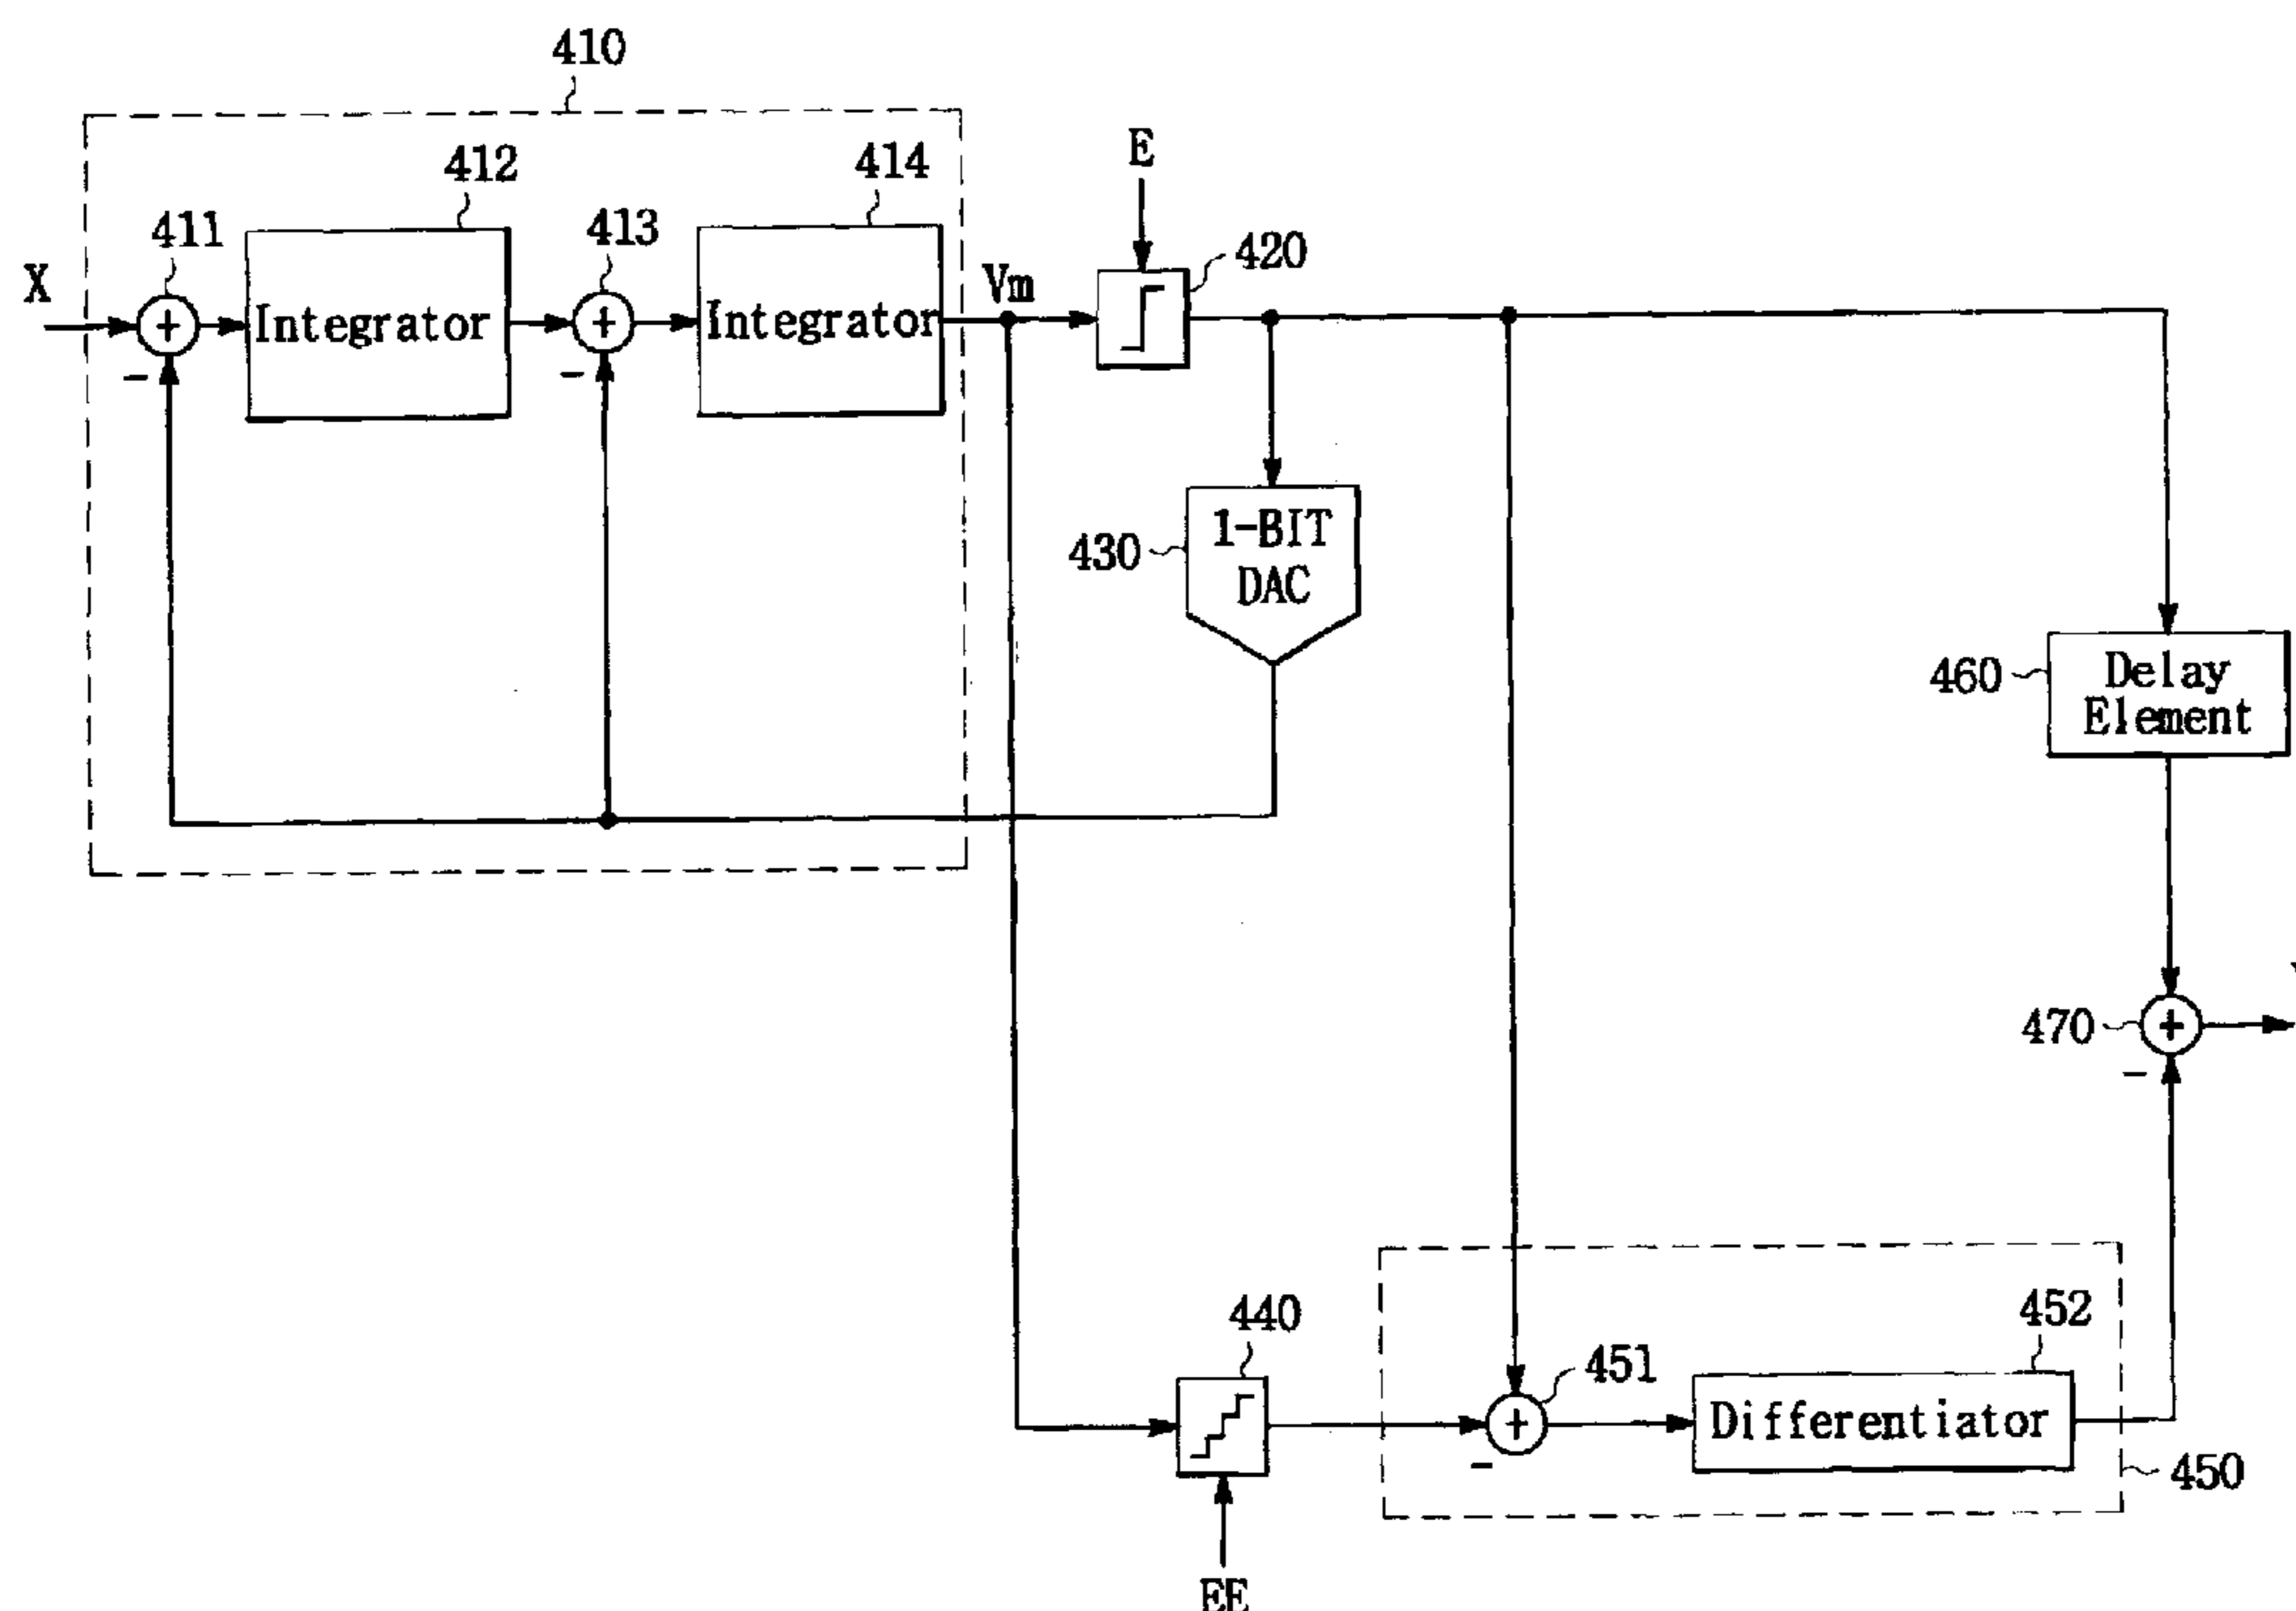 410
412
414
411
413
E
420
X
Vm
Integrator
Integrator
-
-
430
1-BIT
DAC
460
Delay
Element
470
-
440
451
452
Differentiator
-
450
EE